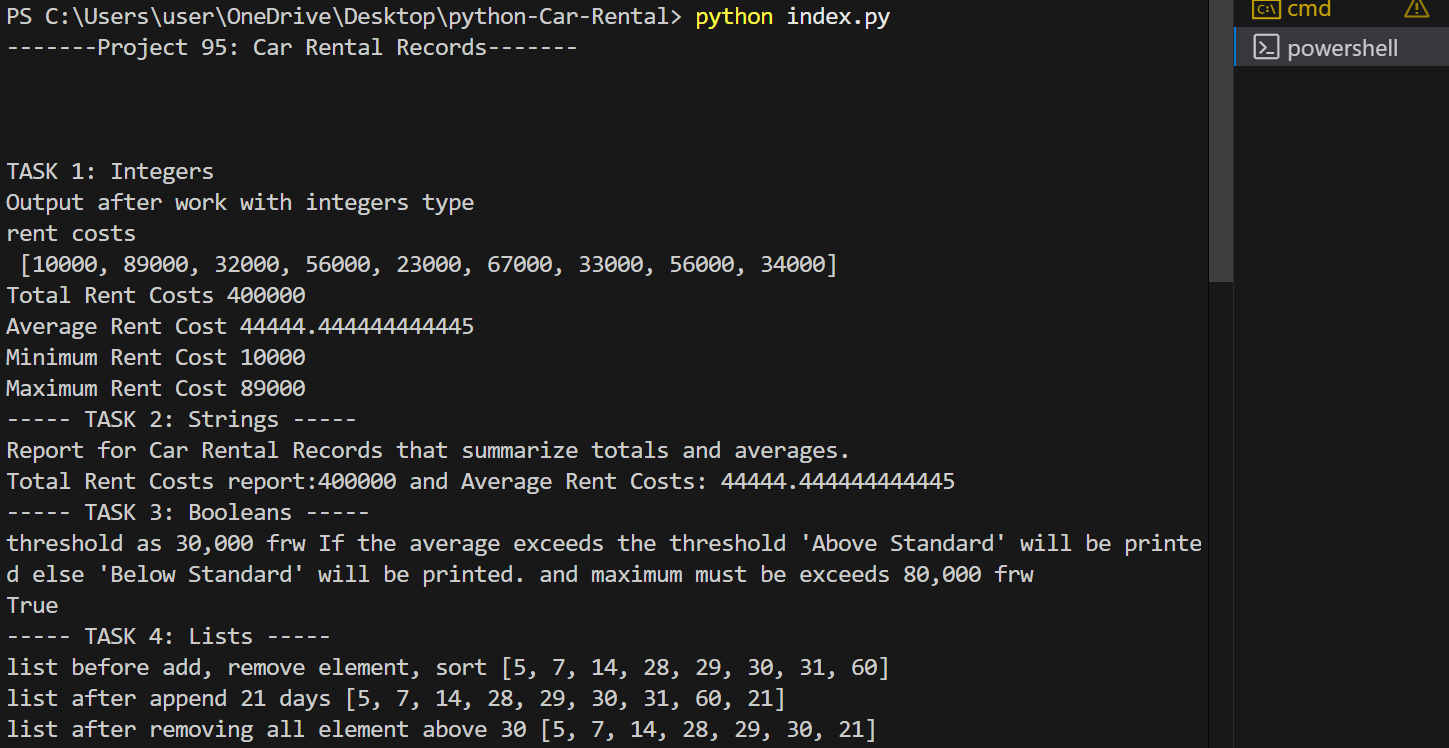 PS C:\Users\user\OneDrive\Desktop\python-Car-Rental> python index.py
-------Project 95: Car Rental Records-------
TASK 1: Integers
Output after work with integers type
rent costs
 [10000, 89000, 32000, 56000, 23000, 67000, 33000, 56000, 34000]
Total Rent Costs 400000
Average Rent Cost 44444.444444444445
Minimum Rent Cost 10000
Maximum Rent Cost 89000
----- TASK 2: Strings -----
Report for Car Rental Records that summarize totals and averages.
Total Rent Costs report:400000 and Average Rent Costs: 44444.444444444445
----- TASK 3: Booleans -----
threshold as 30,000 frw If the average exceeds the threshold 'Above Standard' will be printe
d else 'Below Standard' will be printed. and maximum must be exceeds 80,000 frw
True
----- TASK 4: Lists -----
list before add, remove element, sort [5, 7, 14, 28, 29, 30, 31, 60]
list after append 21 days [5, 7, 14, 28, 29, 30, 31, 60, 21]
list after removing all element above 30 [5, 7, 14, 28, 29, 30, 21]
cmd
powershell